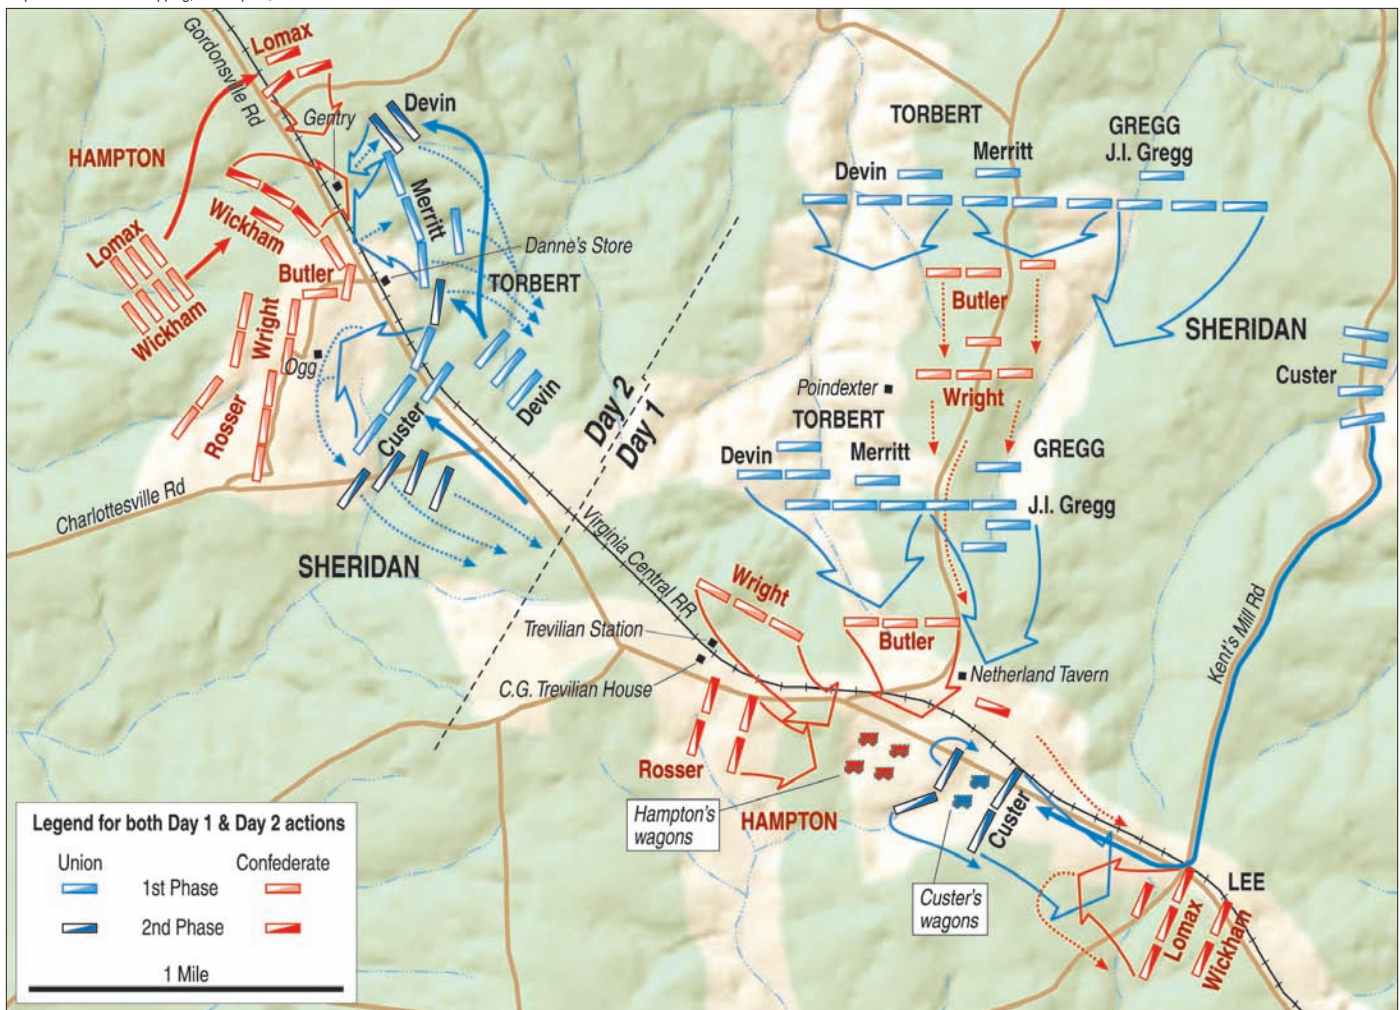 Gordonsville Rd
Lomax
Gentry
Devin
HAMPTON
Merritt
Lomax
Wickham
Wickham
Butler
Wright
Danne's Store
TORBERT
Ogg
Rosser
Custer
Devin
Charlottesville Rd
SHERIDAN
Day 2
Day 1
TORBERT
Devin
Merritt
GREGG
J.I. Gregg
Butler
SHERIDAN
Custer
Wright
Poindexter
TORBERT
Devin
Merritt
GREGG
J.I. Gregg
Kent's Mill Rd
Virginia Central RR
Wright
Trevilian Station
C.G. Trevilian House
Butler
Netherland Tavern
Rosser
Hampton's
wagons
HAMPTON
Custer
Custer's
wagons
LEE
Lomax
Wickham
Legend for both Day 1 & Day 2 actions
Union
Confederate
1st Phase
2nd Phase
1 Mile